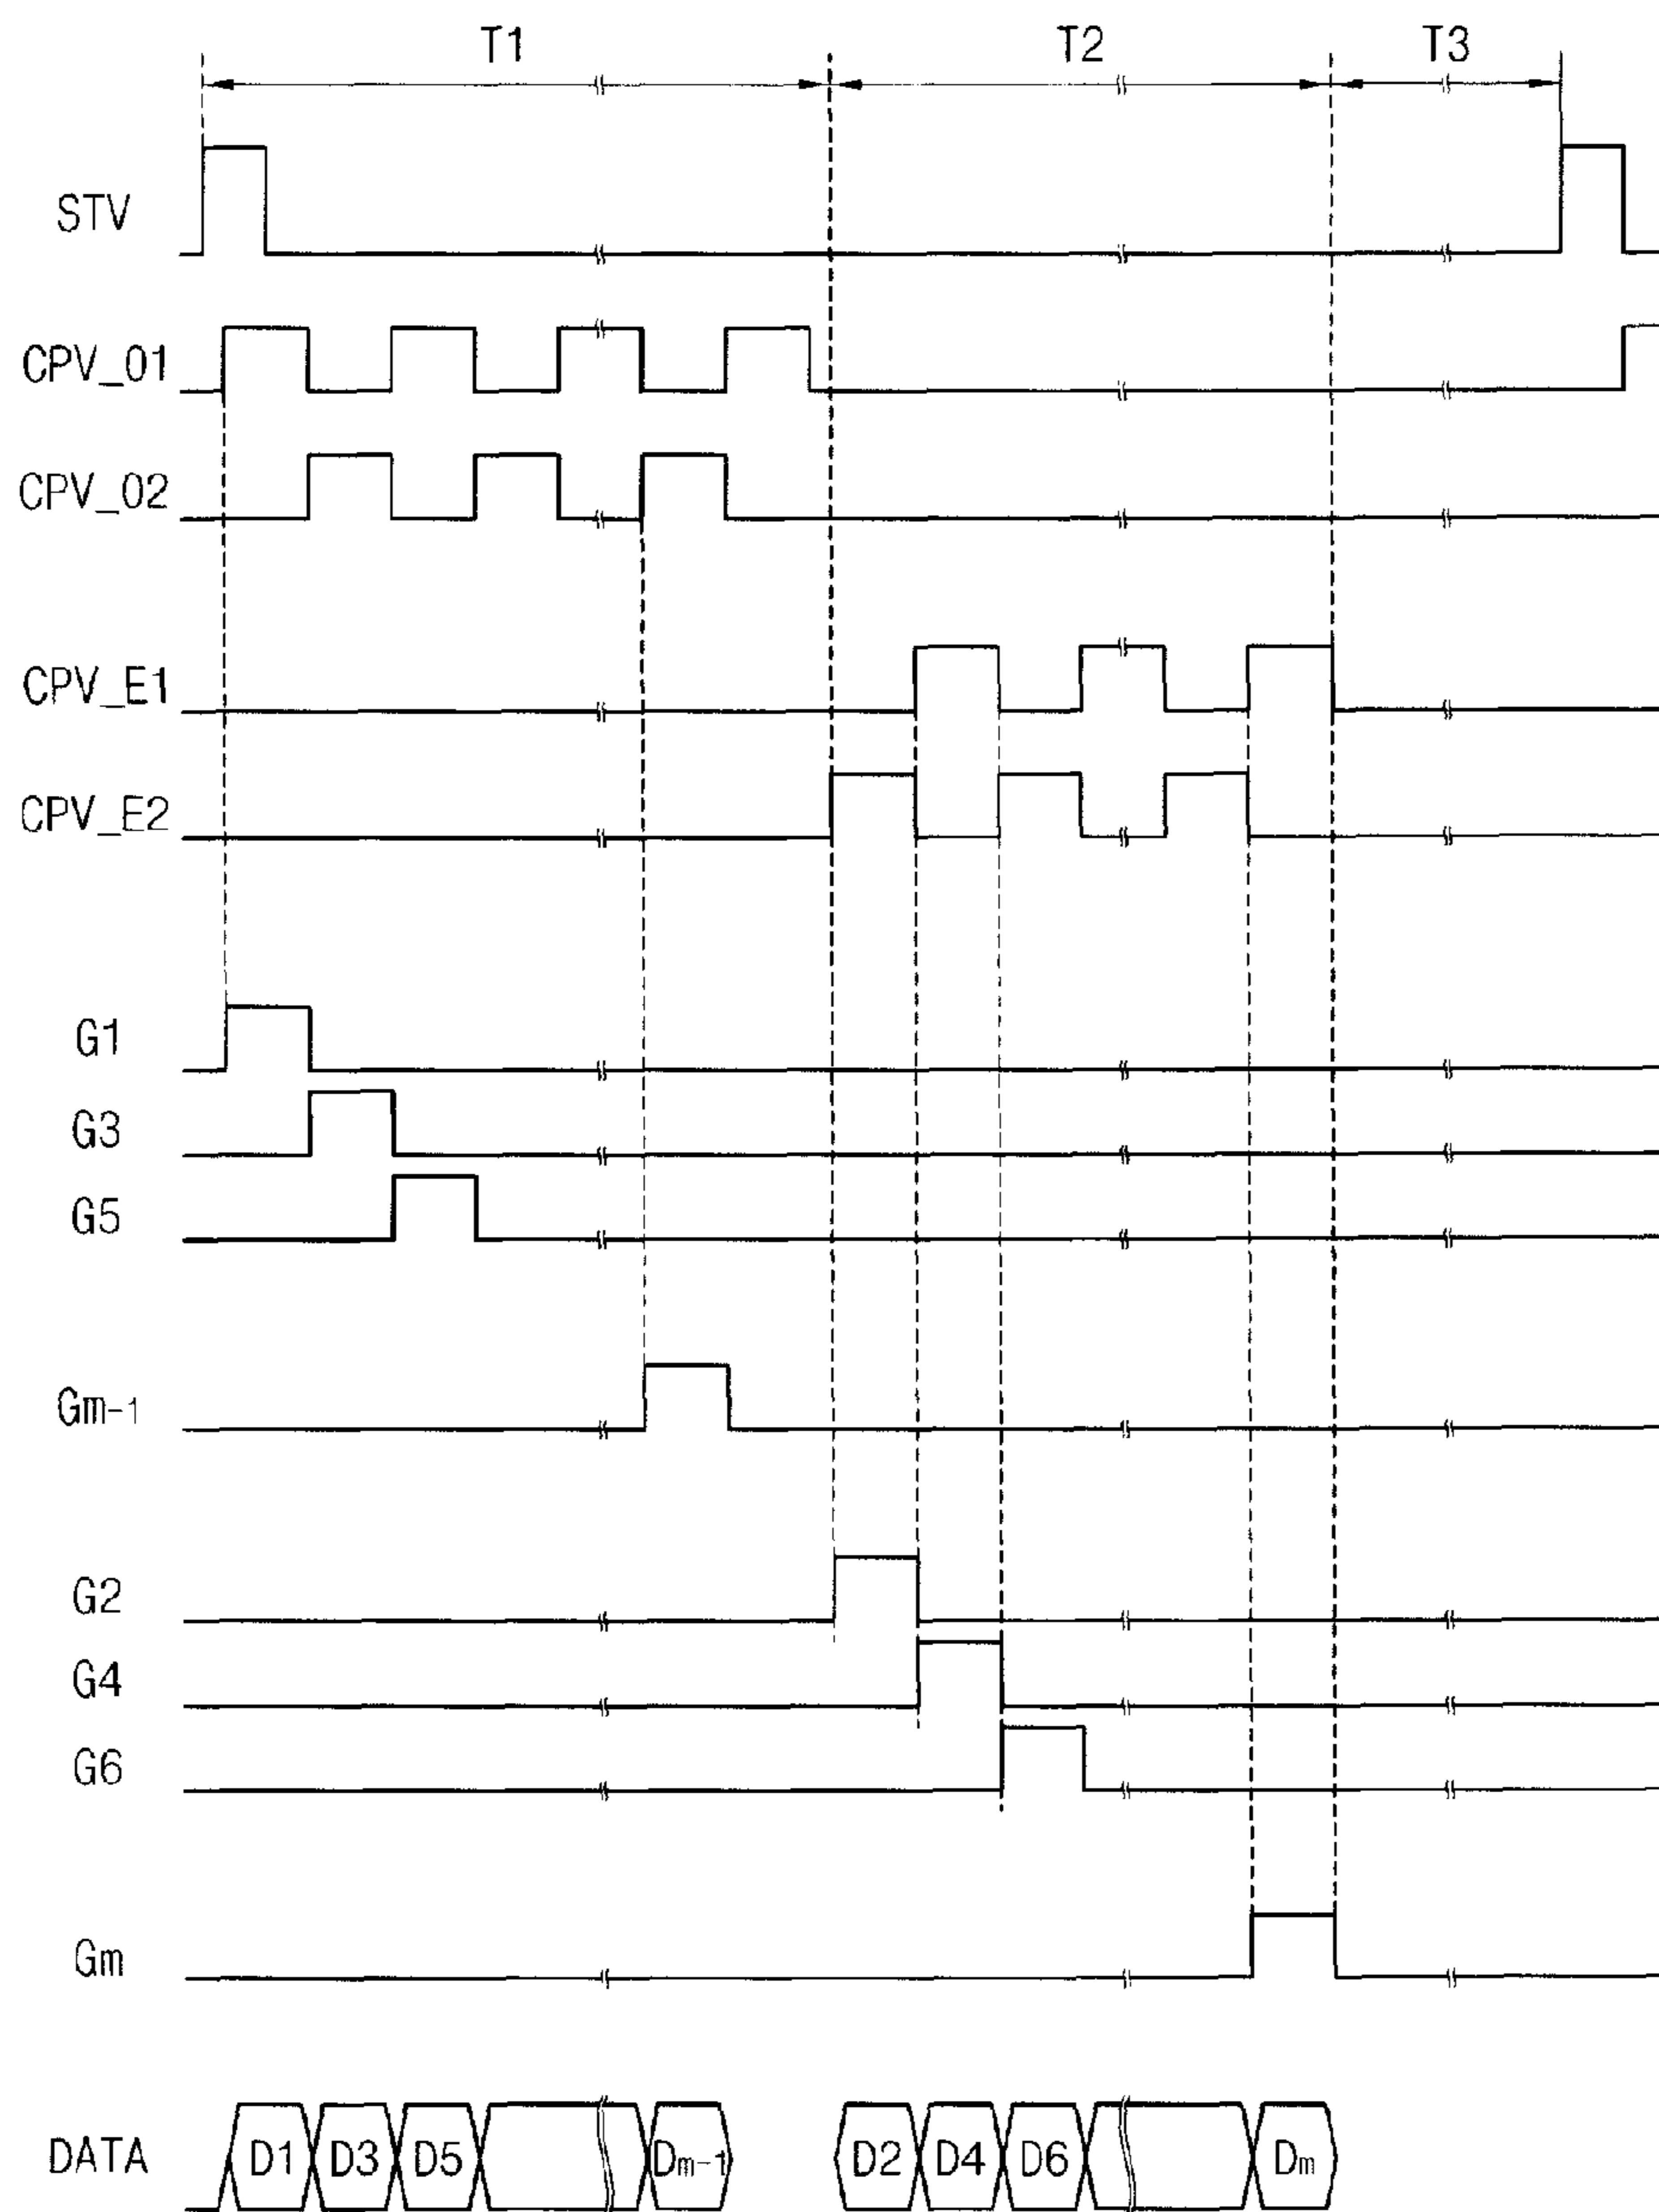 T1 T2 T3
STV
CPV_01
CPV_02
CPV_E1
CPV_E2
G1
G3
G5
Gm-1
G2
G4
G6
Gm
DATA D1 D3 D5 Dm-1 D2 D4 D6 Dm